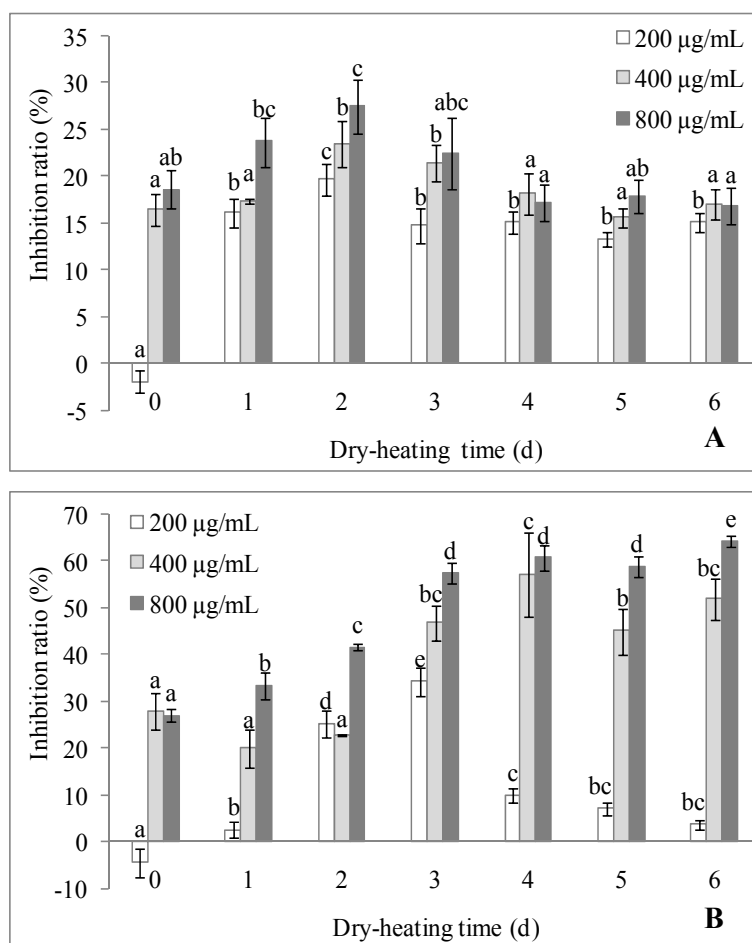 35
30
25
20
15
10
5
0
-5
Inhibition ratio (%)
200 µg/mL
400 µg/mL
800 µg/mL
a a ab
b a bc
c b c
b b abc
b a a
b a ab
b a a
0 1 2 3 4 5 6
Dry-heating time (d)
A
70
60
50
40
30
20
10
0
-10
Inhibition ratio (%)
200 µg/mL
400 µg/mL
800 µg/mL
a a a
b a b
d a c
e bc d
c c d
bc b d
bc bc e
0 1 2 3 4 5 6
Dry-heating time (d)
B